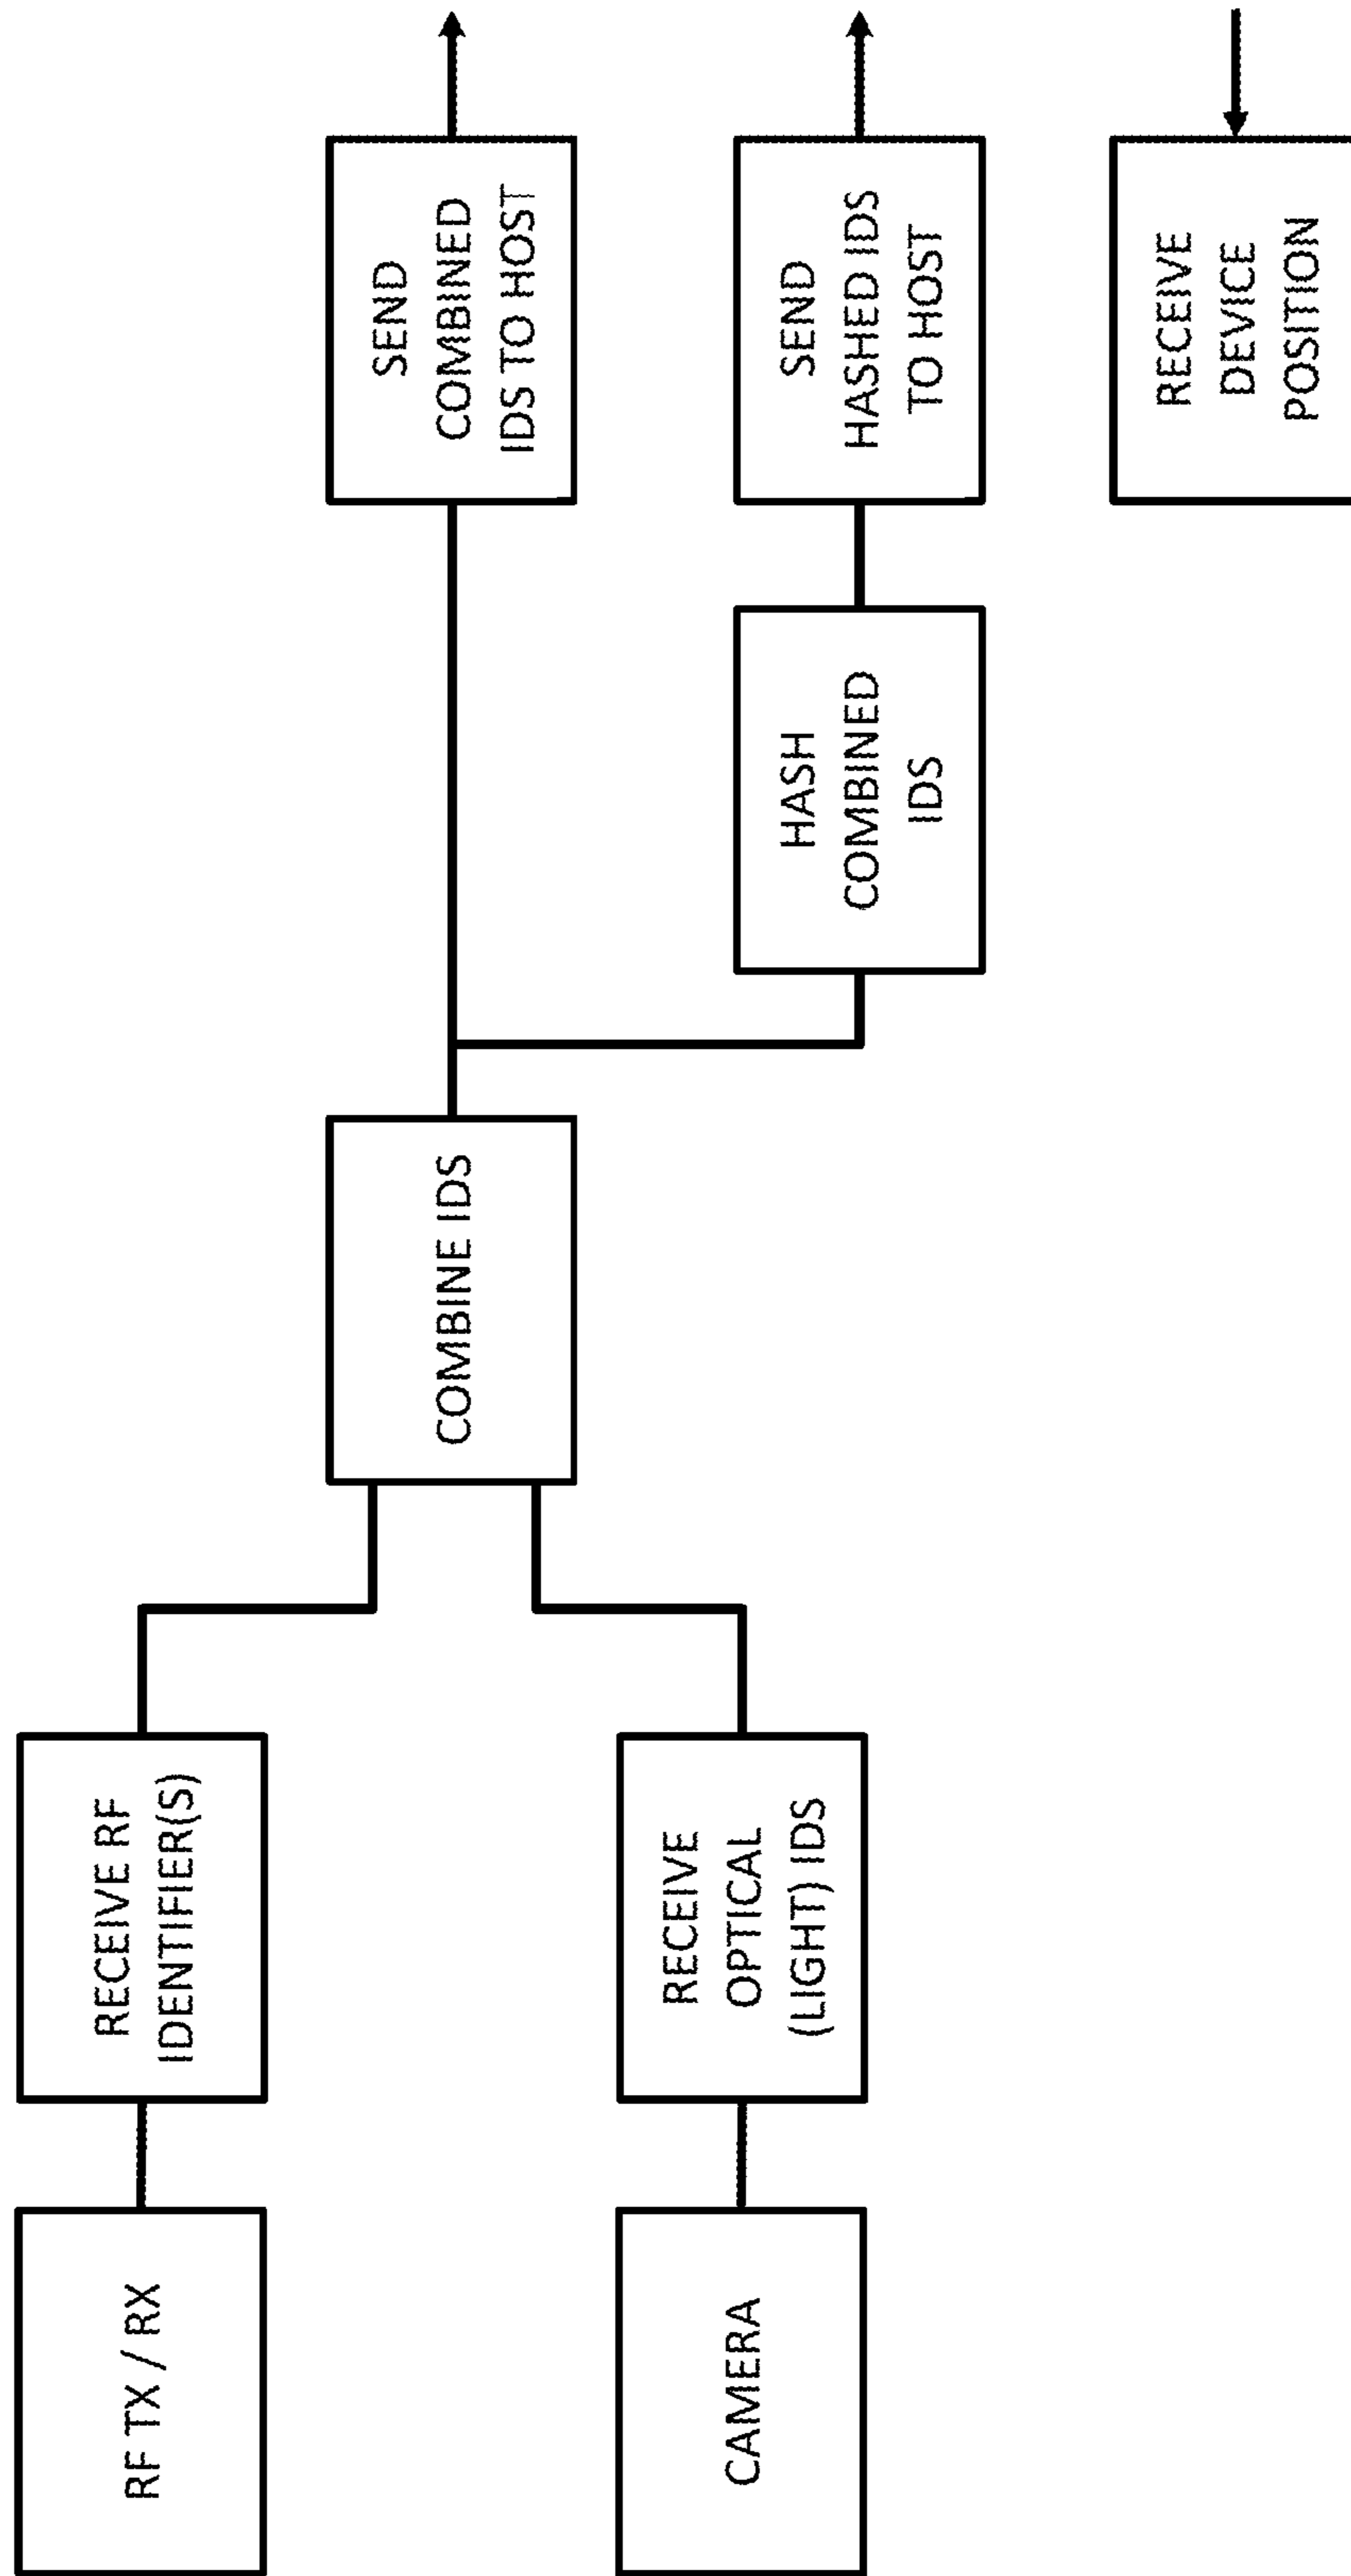 RF TX / RX
RECEIVE RF
IDENTIFIER(S)
CAMERA
RECEIVE
OPTICAL
(LIGHT) IDS
COMBINE IDS
SEND
COMBINED
IDS TO HOST
HASH
COMBINED
IDS
SEND
HASHED IDS
TO HOST
RECEIVE
DEVICE
POSITION